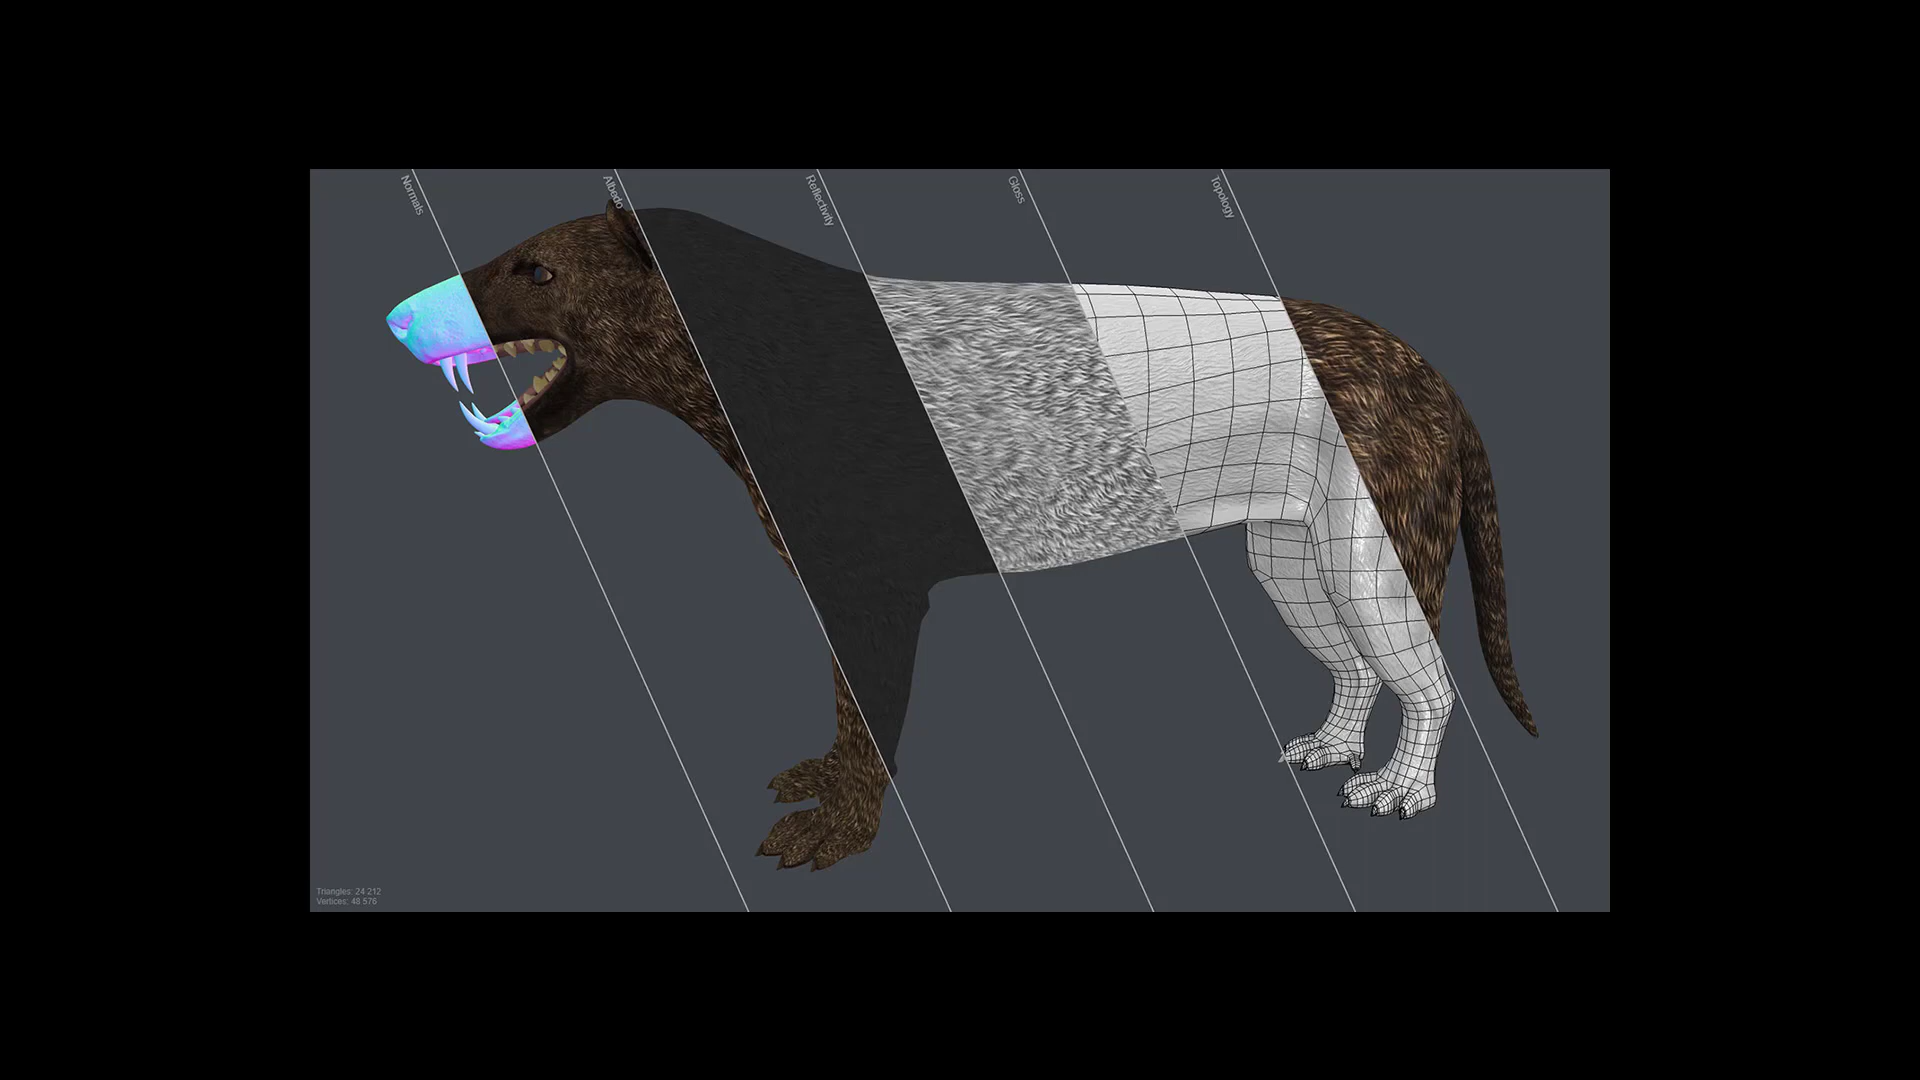 Normals
Albedo
Reflectivity
Gloss
Topology
Triangles: 24 212
Vertices: 48 576